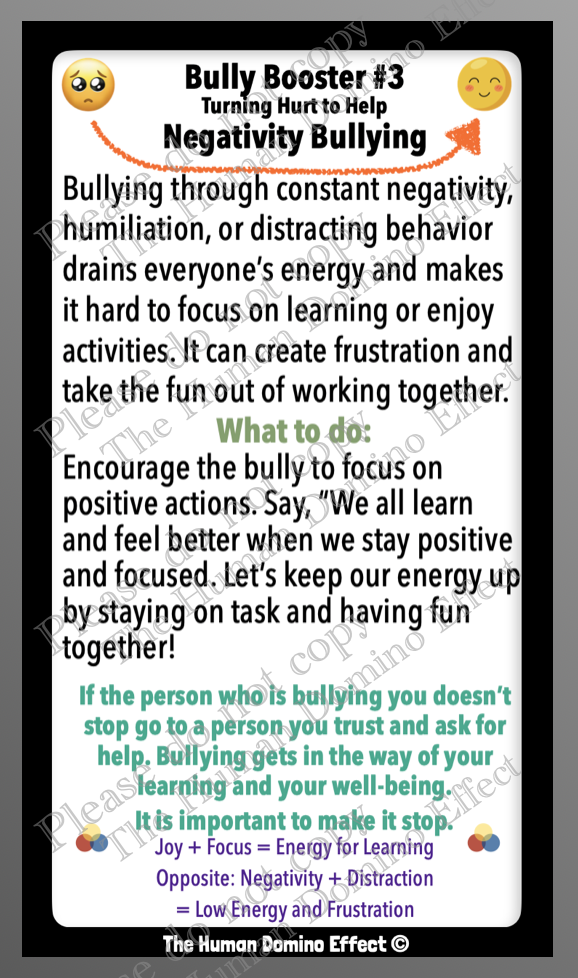 Bully Booster #3
Turning Hurt to Help
Negativity Bullying
Bullying through constant negativity,
humiliation, or distracting behavior
drains everyone's energy and makes
it hard to focus on learning or enjoy
activities. It can create frustration and
take the fun out of working together.
What to do:
Encourage the bully to focus on
positive actions. Say, "We all learn
and feel better when we stay positive
and focused. Let's keep our energy up
by staying on task and having fun
together!
If the person who is bullying you doesn't
stop go to a person you trust and ask for
help. Bullying gets in the way of your
learning and your well-being.
It is important to make it stop.
Joy + Focus = Energy for Learning
Opposite: Negativity + Distraction
= Low Energy and Frustration
The Human Domino Effect ©
Please do not copy
The Human Domino Effect
Please do not copy
The Human Domino Effect
Please do not copy
The Human Domino Effect
Please do not copy
The Human Domino Effect
Please do not copy
The Human Domino Effect